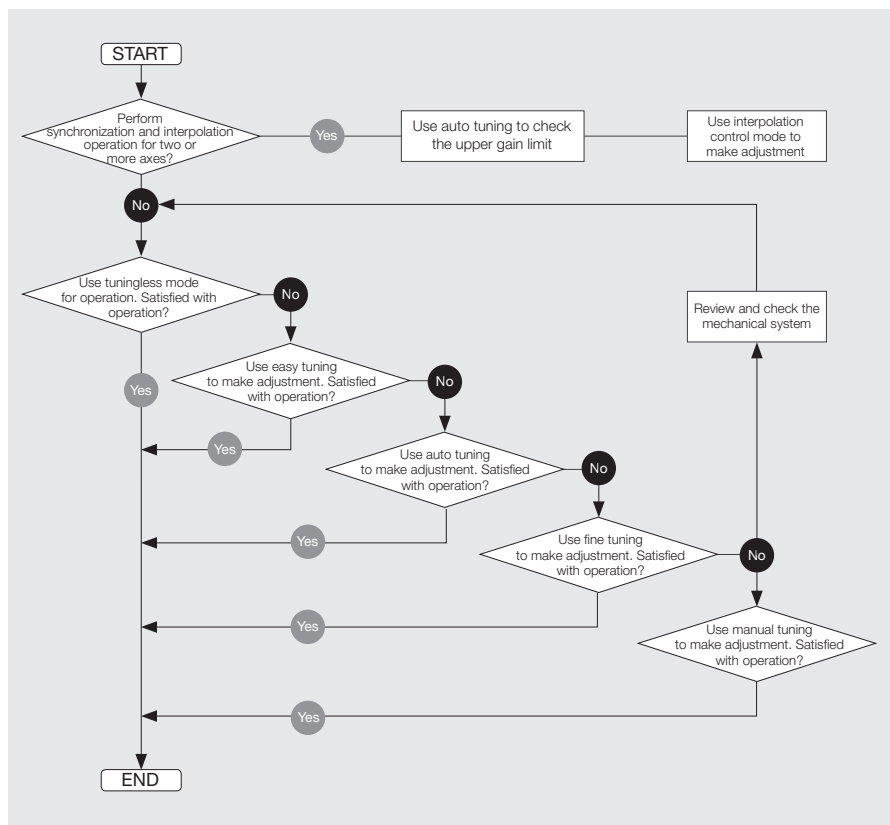 START
Perform
synchronization and interpolation
operation for two or
more axes?
Yes
Use auto tuning to check
the upper gain limit
Use interpolation
control mode to
make adjustment
No
Use tuningless mode
for operation. Satisfied with
operation?
No
Review and check the
mechanical system
Yes
Use easy tuning
to make adjustment. Satisfied
with operation?
No
Yes
Use auto tuning
to make adjustment. Satisfied
with operation?
No
Yes
Use fine tuning
to make adjustment. Satisfied
with operation?
No
Yes
Use manual tuning
to make adjustment. Satisfied
with operation?
Yes
END